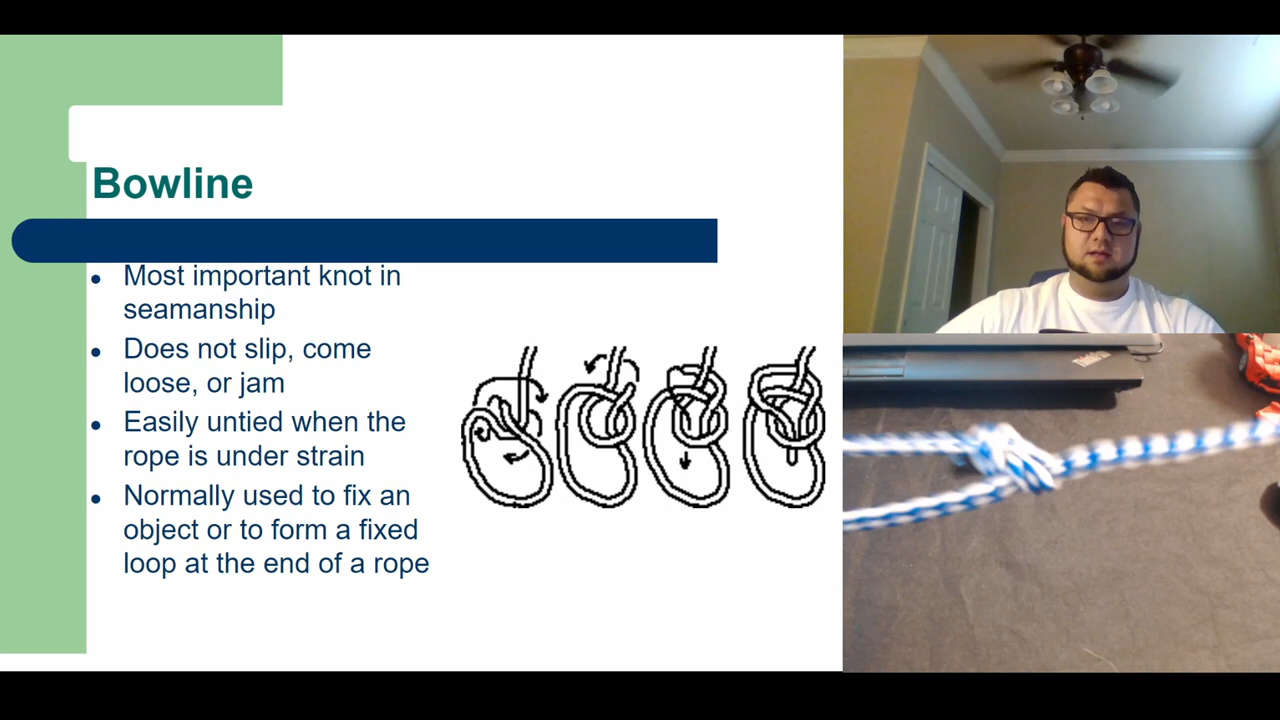 Bowline
Most important knot in
seamanship
Does not slip, come
loose, or jam
Easily untied when the
rope is under strain
Normally used to fix an
object or to form a fixed
loop at the end of a rope
ThinkPad